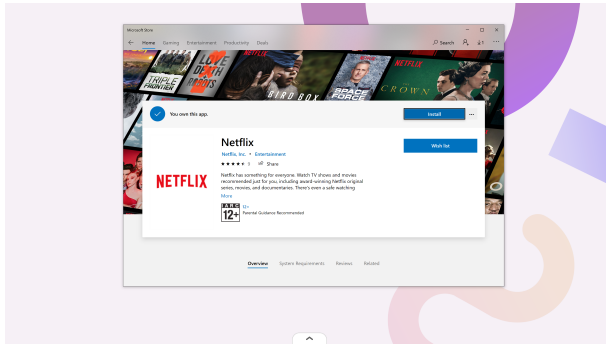 Microsoft Store
Home Gaming Entertainment Productivity Deals
Search
NETFLIX
NETFLIX
TRIPLE FRONTIER
LOVE DEATH & ROBOTS
BIRD BOX
SPACE FORCE
CROWN
You own this app.
Install
Netflix
Wish list
Netflix, Inc. • Entertainment
Share
NETFLIX
Netflix has something for everyone. Watch TV shows and movies
recommended just for you, including award-winning Netflix original
series, movies, and documentaries. There's even a safe watching
More
12+
Parental Guidance Recommended
Overview System Requirements Reviews Related